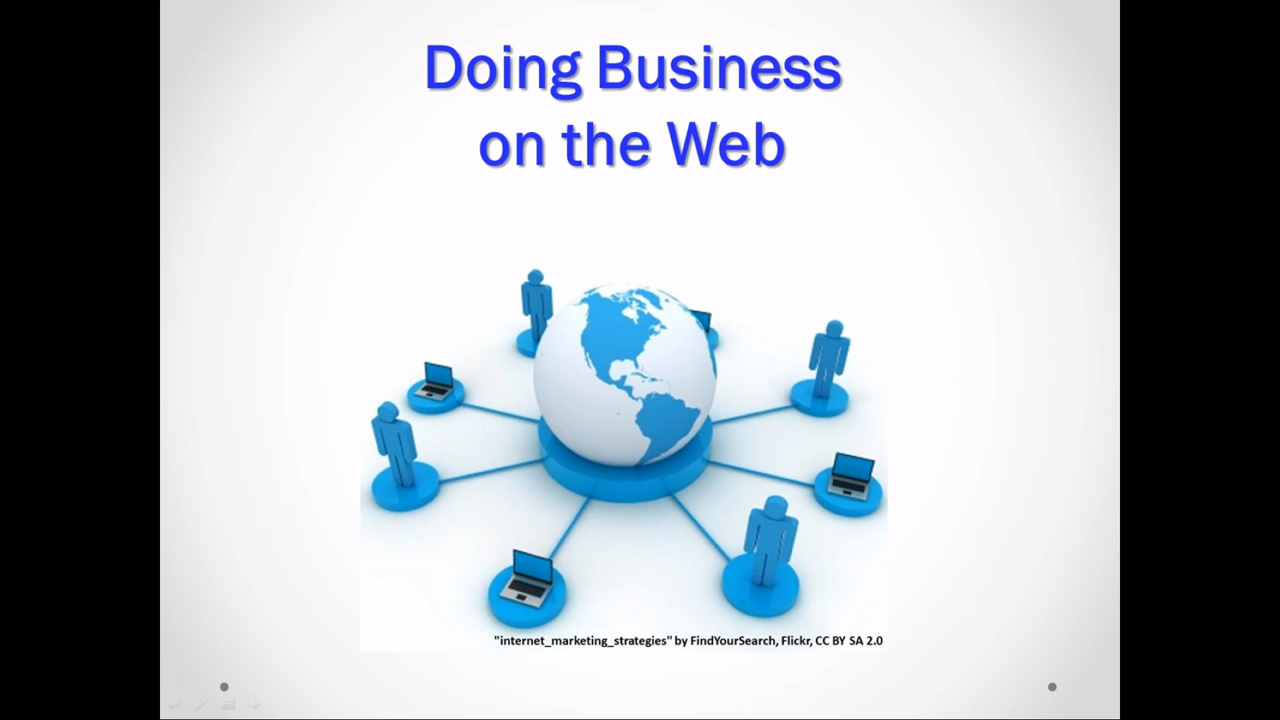 Doing Business
on the Web
"internet_marketing_strategies" by FindYourSearch, Flickr, CC BY SA 2.0